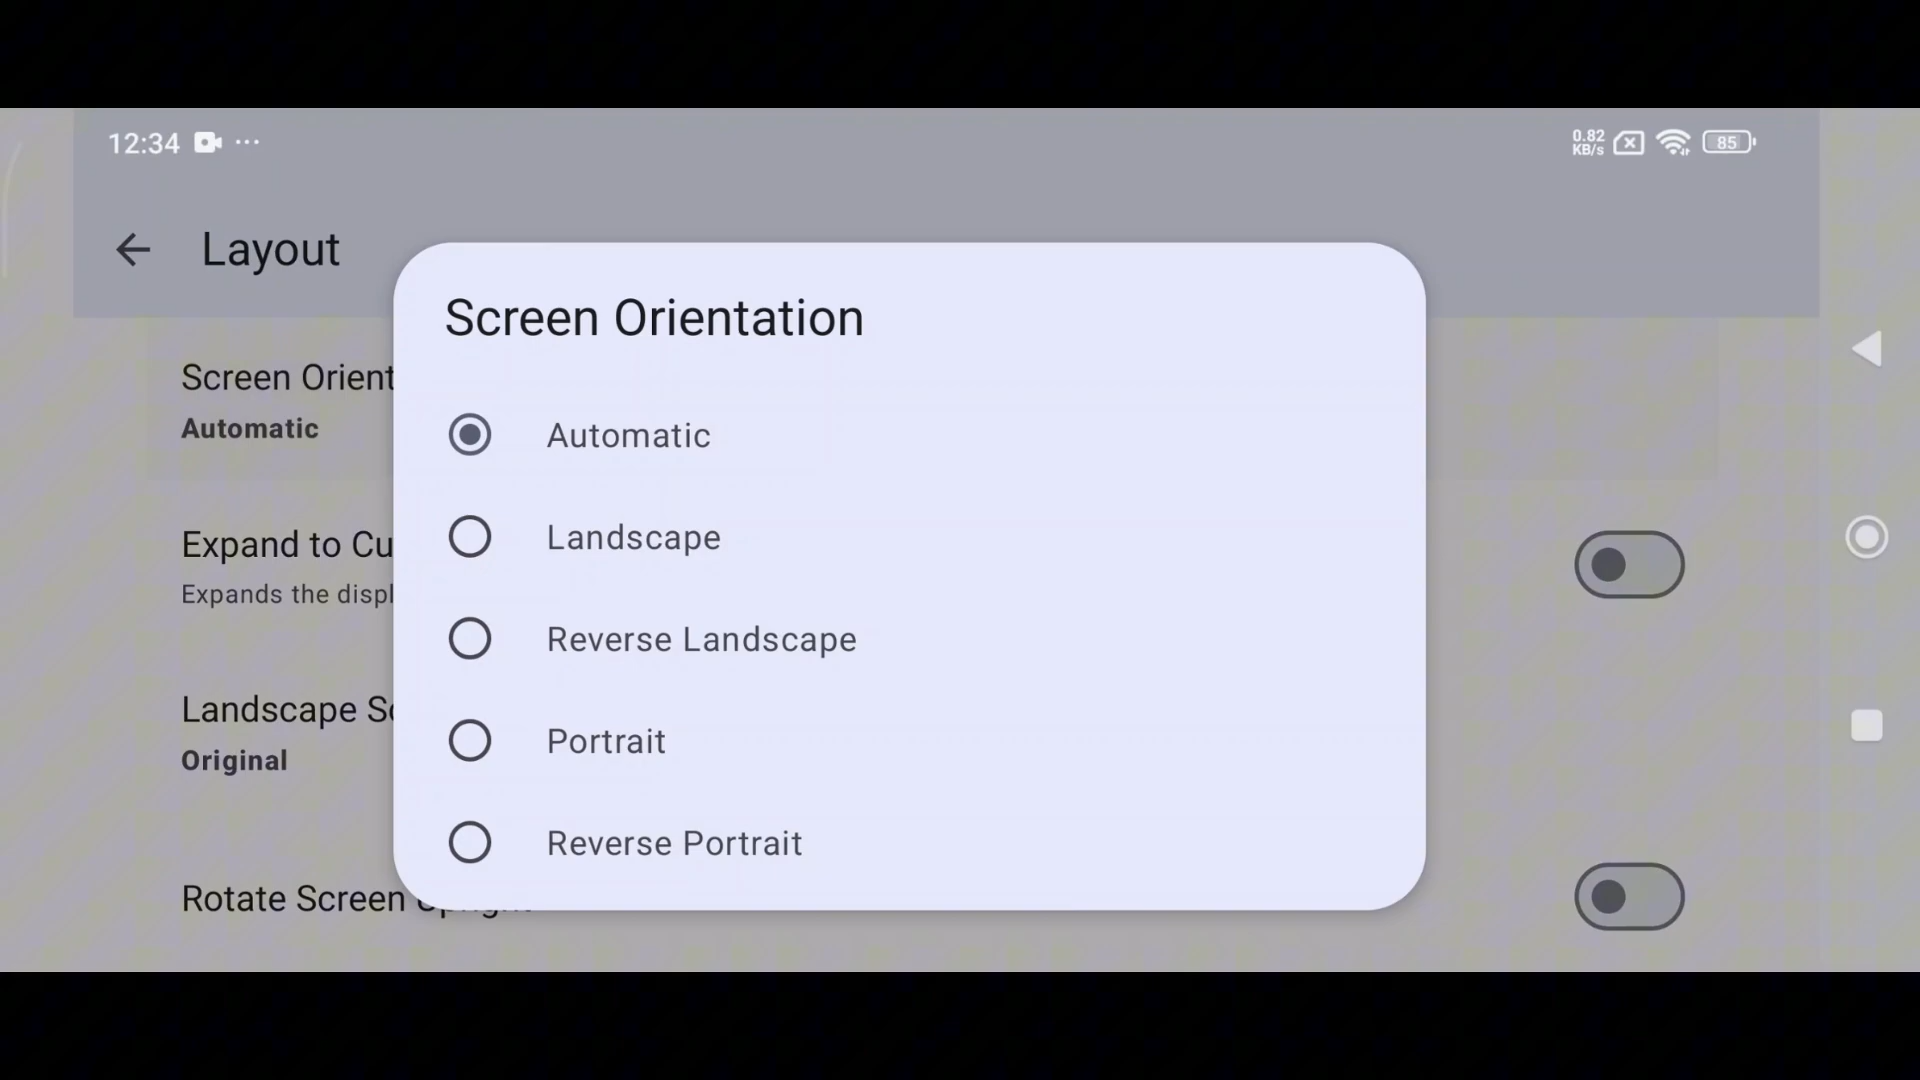 12:34 ...
0.82
KB/s
85
Layout
Screen Orientation
Screen Orient
Automatic
Automatic
Landscape
Expand to Cu
Expands the displ
Reverse Landscape
Landscape Sc
Original
Portrait
Reverse Portrait
Rotate Screen